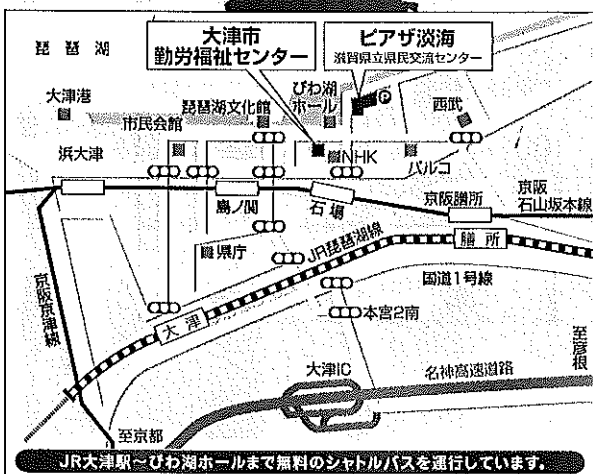 琵琶湖
大津市
勤労福祉センター
ピアザ淡海
滋賀県立県民交流センター
大津港
琵琶湖文化館
びわ湖
ホール
P
西武
市民会館
浜大津
NHK
パルコ
島ノ関
石場
京阪膳所
京阪
石山坂本線
県庁
JR琵琶湖線
膳所
国道1号線
京阪京津線
大津
本宮2南
至彦根
大津IC
名神高速道路
至京都
JR大津駅~びわ湖ホールまで無料のシャトルバスを運行しています。